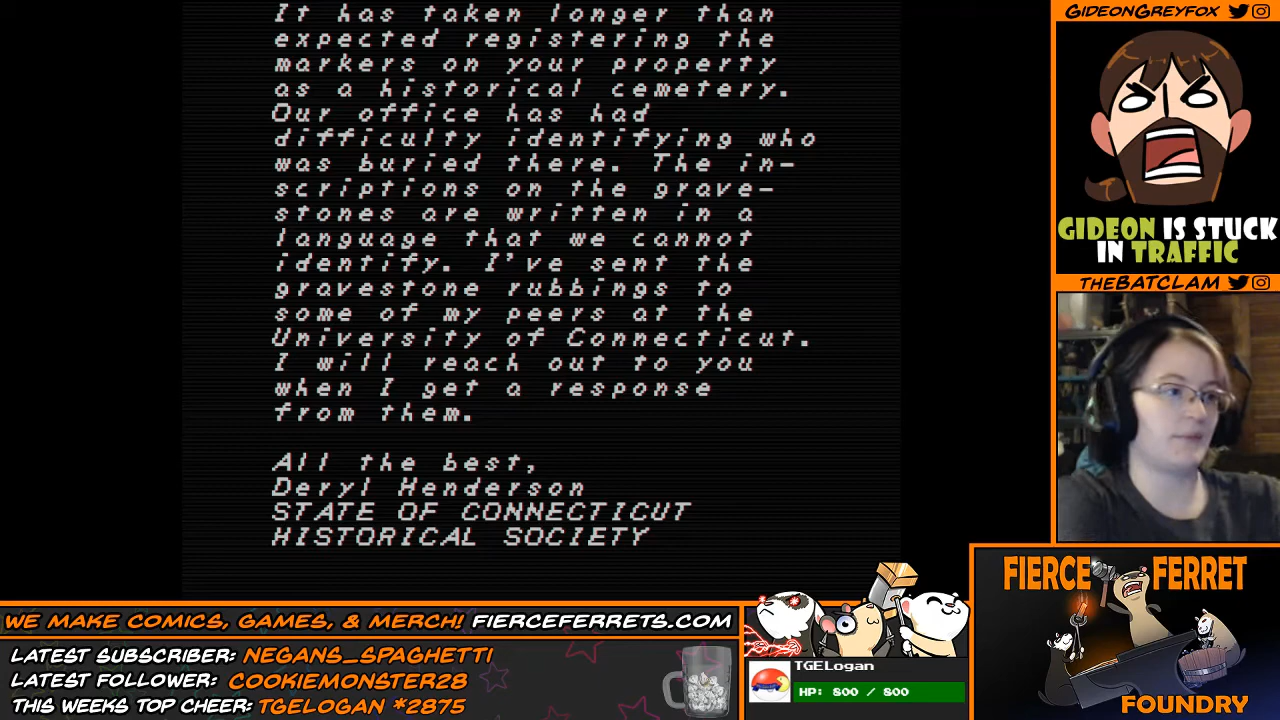 It has taken longer than
expected registering the
markers on your property
as a historical cemetery.
Our office has had
difficulty identifying who
was buried there. The in-
scriptions on the grave-
stones are written in a
language that we cannot
identify. I've sent the
gravestone rubbings to
some of my peers at the
University of Connecticut.
I will reach out to you
when I get a response
from them.
All the best,
Deryl Henderson
STATE OF CONNECTICUT
HISTORICAL SOCIETY
GIDEONGREYFOX
GIDEON IS STUCK
IN TRAFFIC
THEBATCLAM
FIERCE FERRET
FOUNDRY
WE MAKE COMICS, GAMES, & MERCH! FIERCEFERRETS.COM
LATEST SUBSCRIBER: NEGANS_SPAGHETTI
LATEST FOLLOWER: COOKIEMONSTER28
THIS WEEKS TOP CHEER: TGELOGAN *2875
TGELogan
HP: 800 / 800